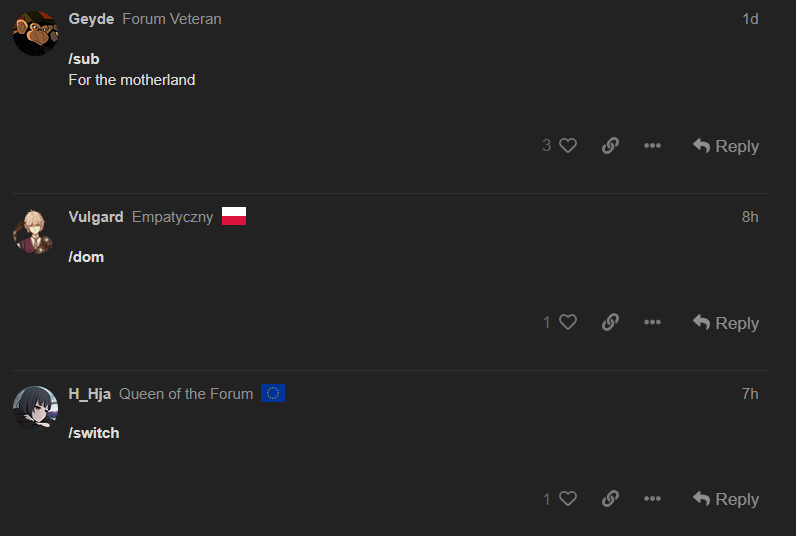 Geyde Forum Veteran 1d
/sub
For the motherland
3 Reply
Vulgard Empatyczny 8h
/dom
1 Reply
H_Hja Queen of the Forum 7h
/switch
1 Reply